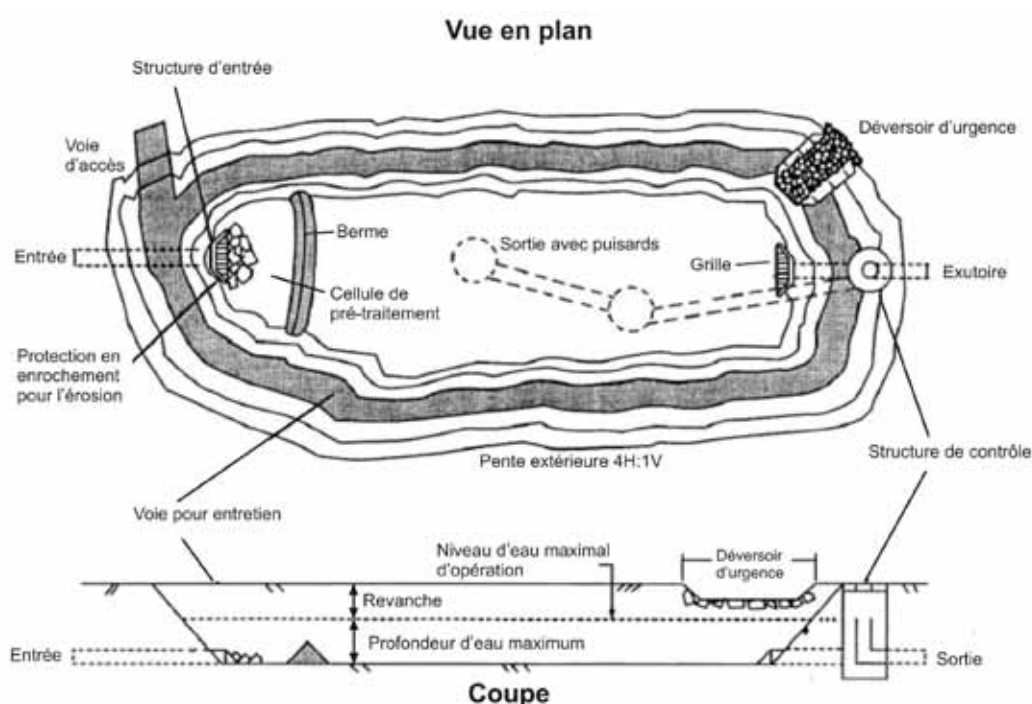 Vue en plan
Structure d'entrée
Voie
d'accès
Déversoir d'urgence
Berme
Sortie avec puisards
Grille
Entrée
Exutoire
Cellule de
pré-traitement
Protection en
enrochement
pour l'érosion
Pente extérieure 4H:1V
Structure de contrôle
Voie pour entretien
Niveau d'eau maximal
d'opération
Déversoir
d'urgence
Revanche
Profondeur d'eau maximum
Entrée
Sortie
Coupe